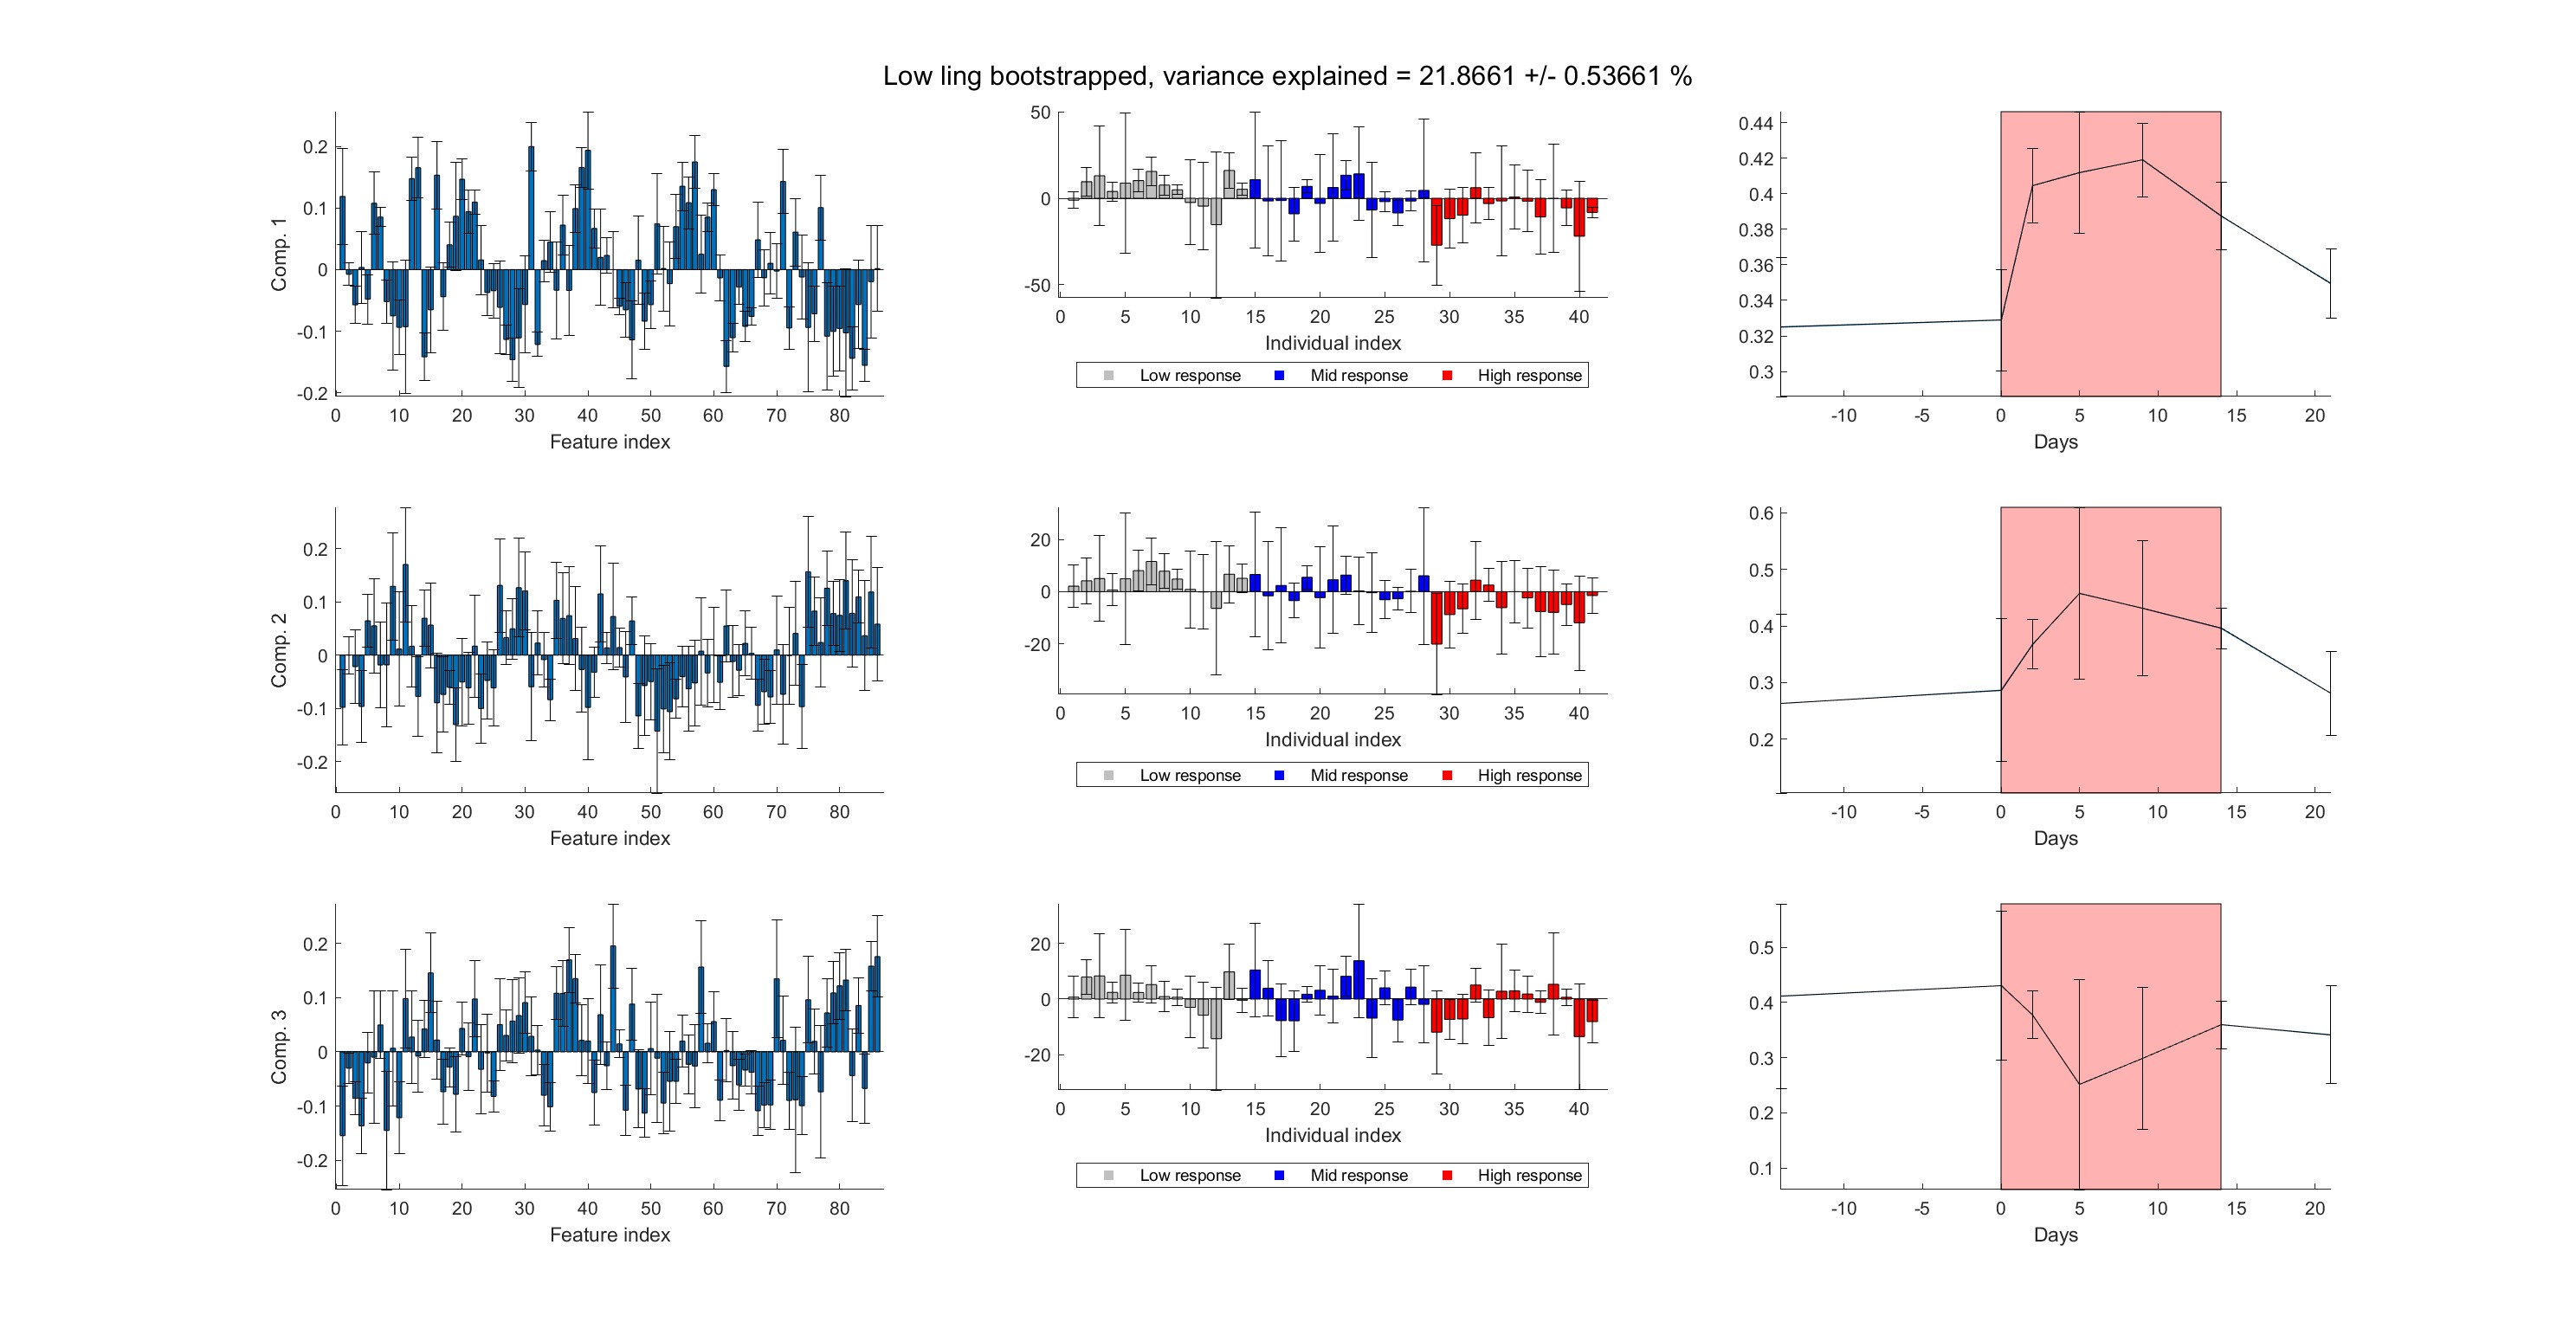 Low ling bootstrapped, variance explained = 21.8661 +/- 0.53661 %
Comp. 1
0.2
0.1
0
-0.1
-0.2
0 10 20 30 40 50 60 70 80
Feature index
50
0
-50
0 5 10 15 20 25 30 35 40
Individual index
Low response Mid response High response
0.44
0.42
0.4
0.38
0.36
0.34
0.32
0.3
-10 -5 0 5 10 15 20
Days
Comp. 2
0.2
0.1
0
-0.1
-0.2
0 10 20 30 40 50 60 70 80
Feature index
20
0
-20
0 5 10 15 20 25 30 35 40
Individual index
Low response Mid response High response
0.6
0.5
0.4
0.3
0.2
-10 -5 0 5 10 15 20
Days
Comp. 3
0.2
0.1
0
-0.1
-0.2
0 10 20 30 40 50 60 70 80
Feature index
20
0
-20
0 5 10 15 20 25 30 35 40
Individual index
Low response Mid response High response
0.5
0.4
0.3
0.2
0.1
-10 -5 0 5 10 15 20
Days